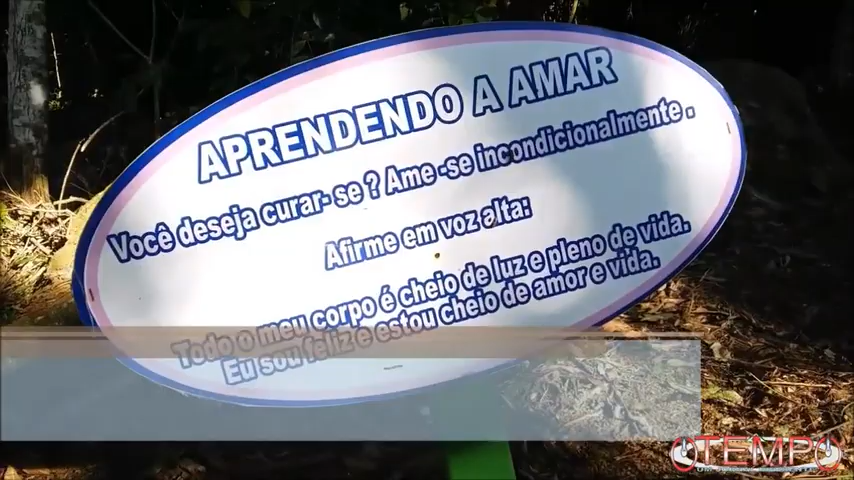 APRENDENDO A AMAR
Você deseja curar-se? Ame-se incondicionalmente.
Afirme em voz alta:
Todo o meu corpo é cheio de luz e pleno de vida.
Eu sou feliz e estou cheio de amor e vida.
OTEMPO